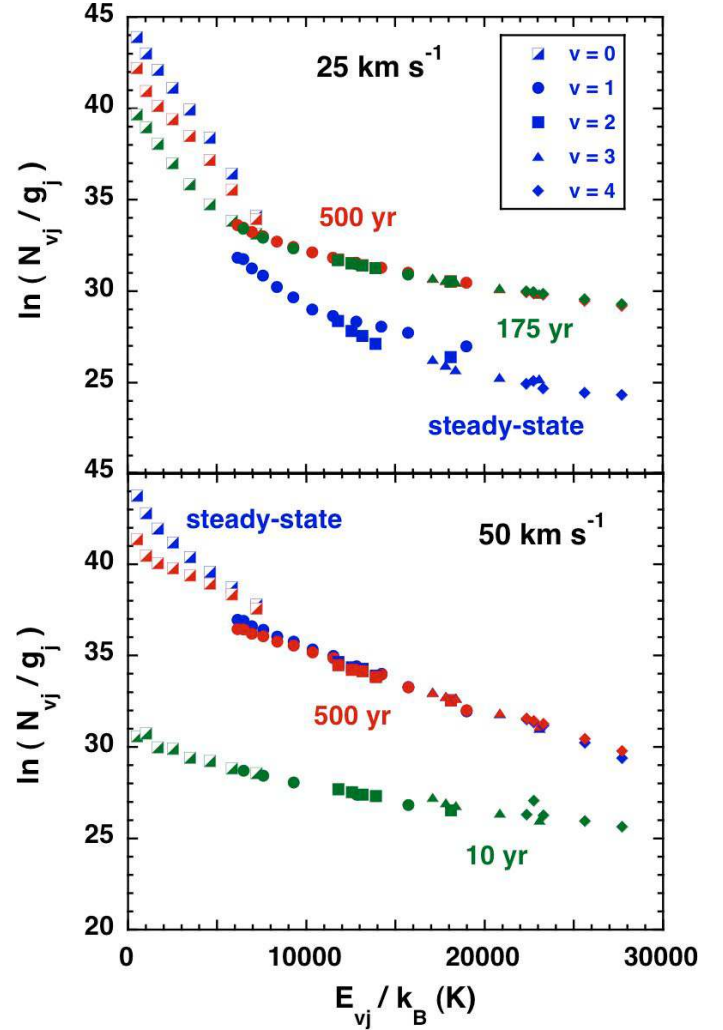 45
25 km s⁻¹
v = 0
v = 1
v = 2
v = 3
v = 4
40
35
500 yr
30
175 yr
25
steady-state
ln ( N_vj / g_j )
45
steady-state
50 km s⁻¹
40
35
500 yr
30
25
10 yr
20
ln ( N_vj / g_j )
0 10000 20000 30000
E_vj / k_B (K)